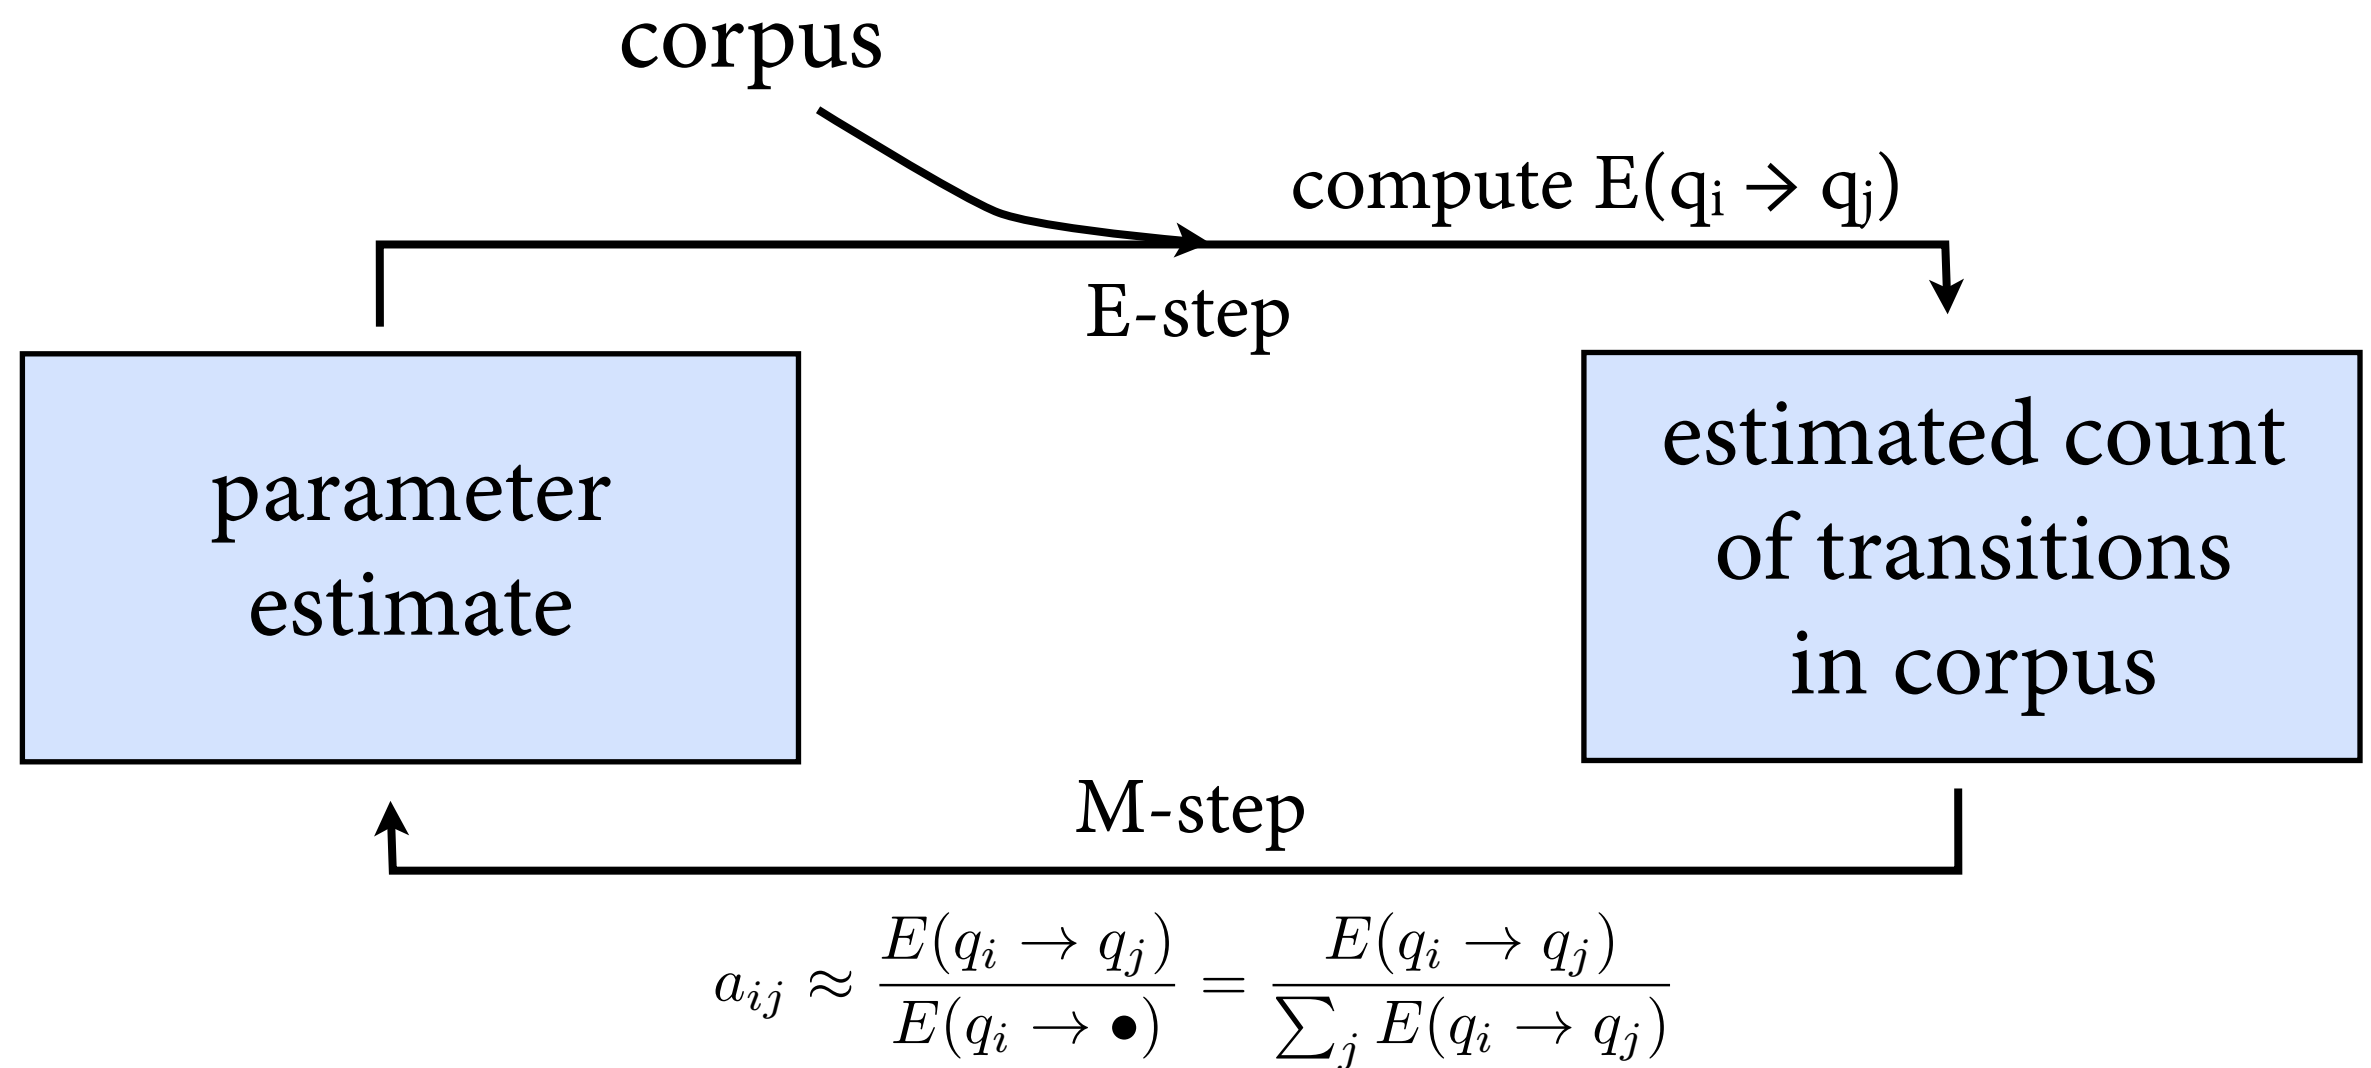 corpus
compute E(qᵢ → qⱼ)
E-step
parameter
estimate
estimated count
of transitions
in corpus
M-step
aᵢⱼ ≈ E(qᵢ → qⱼ) / E(qᵢ → •) = E(qᵢ → qⱼ) / ∑ⱼ E(qᵢ → qⱼ)